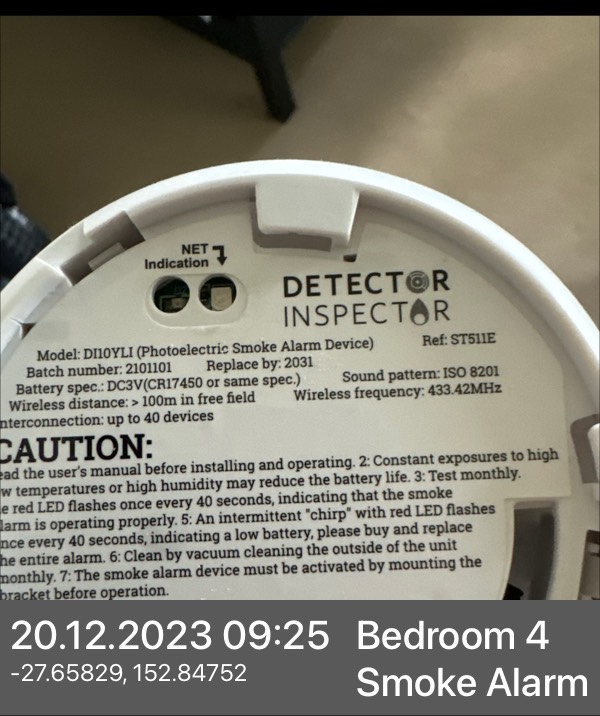 NET
Indication
DETECTOR
INSPECTOR
Model: DI10YLI (Photoelectric Smoke Alarm Device) Ref: ST511E
Batch number: 2101101 Replace by: 2031
Battery spec.: DC3V(CR17450 or same spec.) Sound pattern: ISO 8201
Wireless distance: > 100m in free field Wireless frequency: 433.42MHz
nterconnection: up to 40 devices
CAUTION:
ead the user's manual before installing and operating. 2: Constant exposures to high
w temperatures or high humidity may reduce the battery life. 3: Test monthly.
e red LED flashes once every 40 seconds, indicating that the smoke
larm is operating properly. 5: An intermittent "chirp" with red LED flashes
nce every 40 seconds, indicating a low battery, please buy and replace
he entire alarm. 6: Clean by vacuum cleaning the outside of the unit
monthly. 7: The smoke alarm device must be activated by mounting the
bracket before operation.
20.12.2023 09:25 Bedroom 4
-27.65829, 152.84752 Smoke Alarm